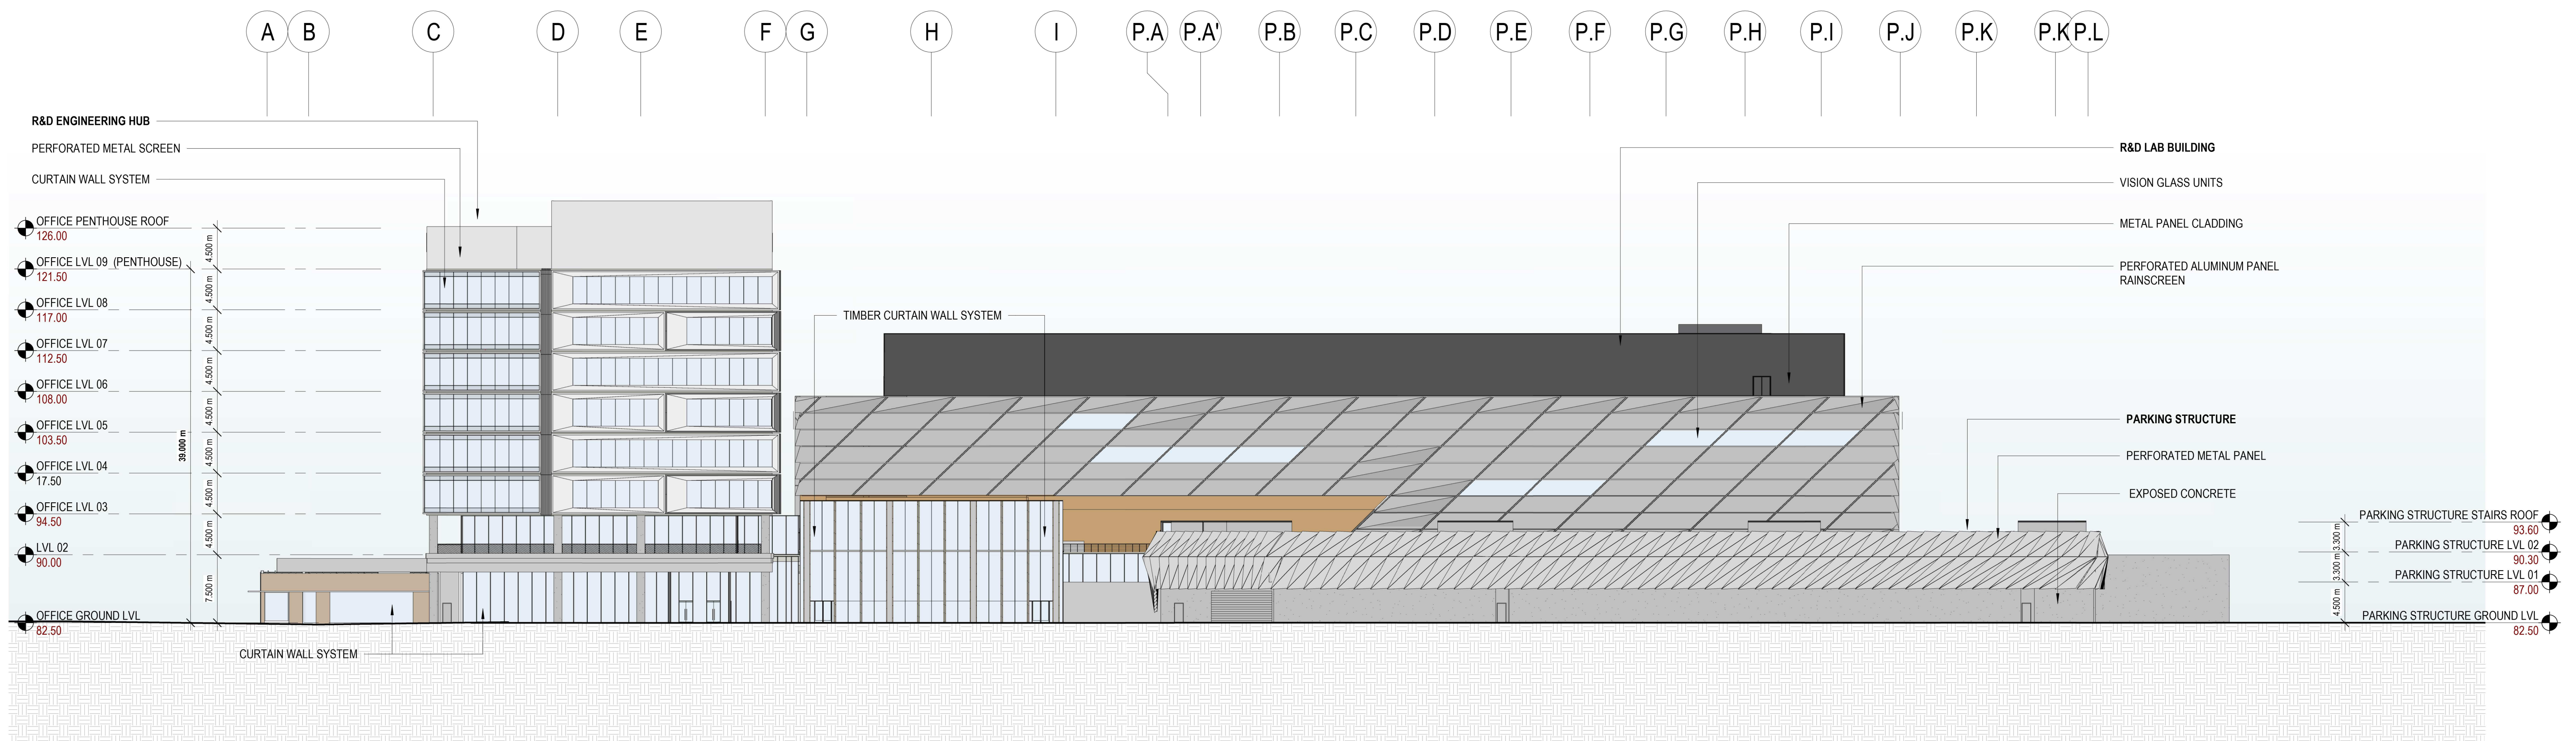 A B C D E F G H I P.A P.A' P.B P.C P.D P.E P.F P.G P.H P.I P.J P.K P.K P.L
R&D ENGINEERING HUB
PERFORATED METAL SCREEN
CURTAIN WALL SYSTEM
OFFICE PENTHOUSE ROOF
126.00
4.500 m
OFFICE LVL 09 (PENTHOUSE)
121.50
4.500 m
OFFICE LVL 08
117.00
4.500 m
OFFICE LVL 07
112.50
4.500 m
OFFICE LVL 06
108.00
4.500 m
OFFICE LVL 05
103.50
4.500 m
39.000 m
OFFICE LVL 04
17.50
4.500 m
OFFICE LVL 03
94.50
4.500 m
LVL 02
90.00
7.500 m
OFFICE GROUND LVL
82.50
CURTAIN WALL SYSTEM
TIMBER CURTAIN WALL SYSTEM
R&D LAB BUILDING
VISION GLASS UNITS
METAL PANEL CLADDING
PERFORATED ALUMINUM PANEL
RAINSCREEN
PARKING STRUCTURE
PERFORATED METAL PANEL
EXPOSED CONCRETE
PARKING STRUCTURE STAIRS ROOF
93.60
3.300 m
PARKING STRUCTURE LVL 02
90.30
3.300 m
PARKING STRUCTURE LVL 01
87.00
4.500 m
PARKING STRUCTURE GROUND LVL
82.50